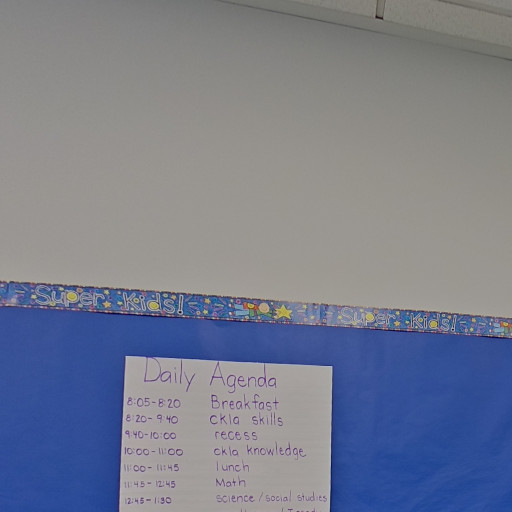 Super Kids! Super Kids!
Daily Agenda
8:05-8:20 Breakfast
8:20-9:40 ckla skills
9:40-10:00 recess
10:00-11:00 ckla knowledge
11:00-11:45 lunch
11:45-12:45 Math
12:45-1:30 science/social studies